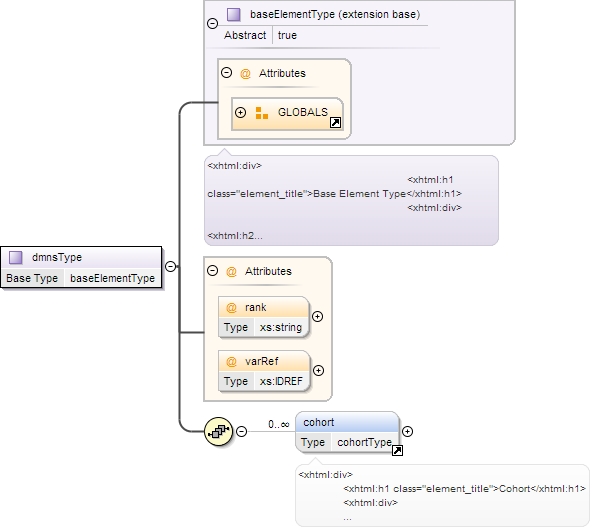 baseElementType (extension base)
Abstract true
@ Attributes
GLOBALS
<xhtml:div>
<xhtml:h1
class="element_title">Base Element Type</xhtml:h1>
<xhtml:div>
<xhtml:h2...
dmnsType
Base Type baseElementType
@ Attributes
@ rank
Type xs:string
@ varRef
Type xs:IDREF
0..∞
cohort
Type cohortType
<xhtml:div>
<xhtml:h1 class="element_title">Cohort</xhtml:h1>
<xhtml:div>
...